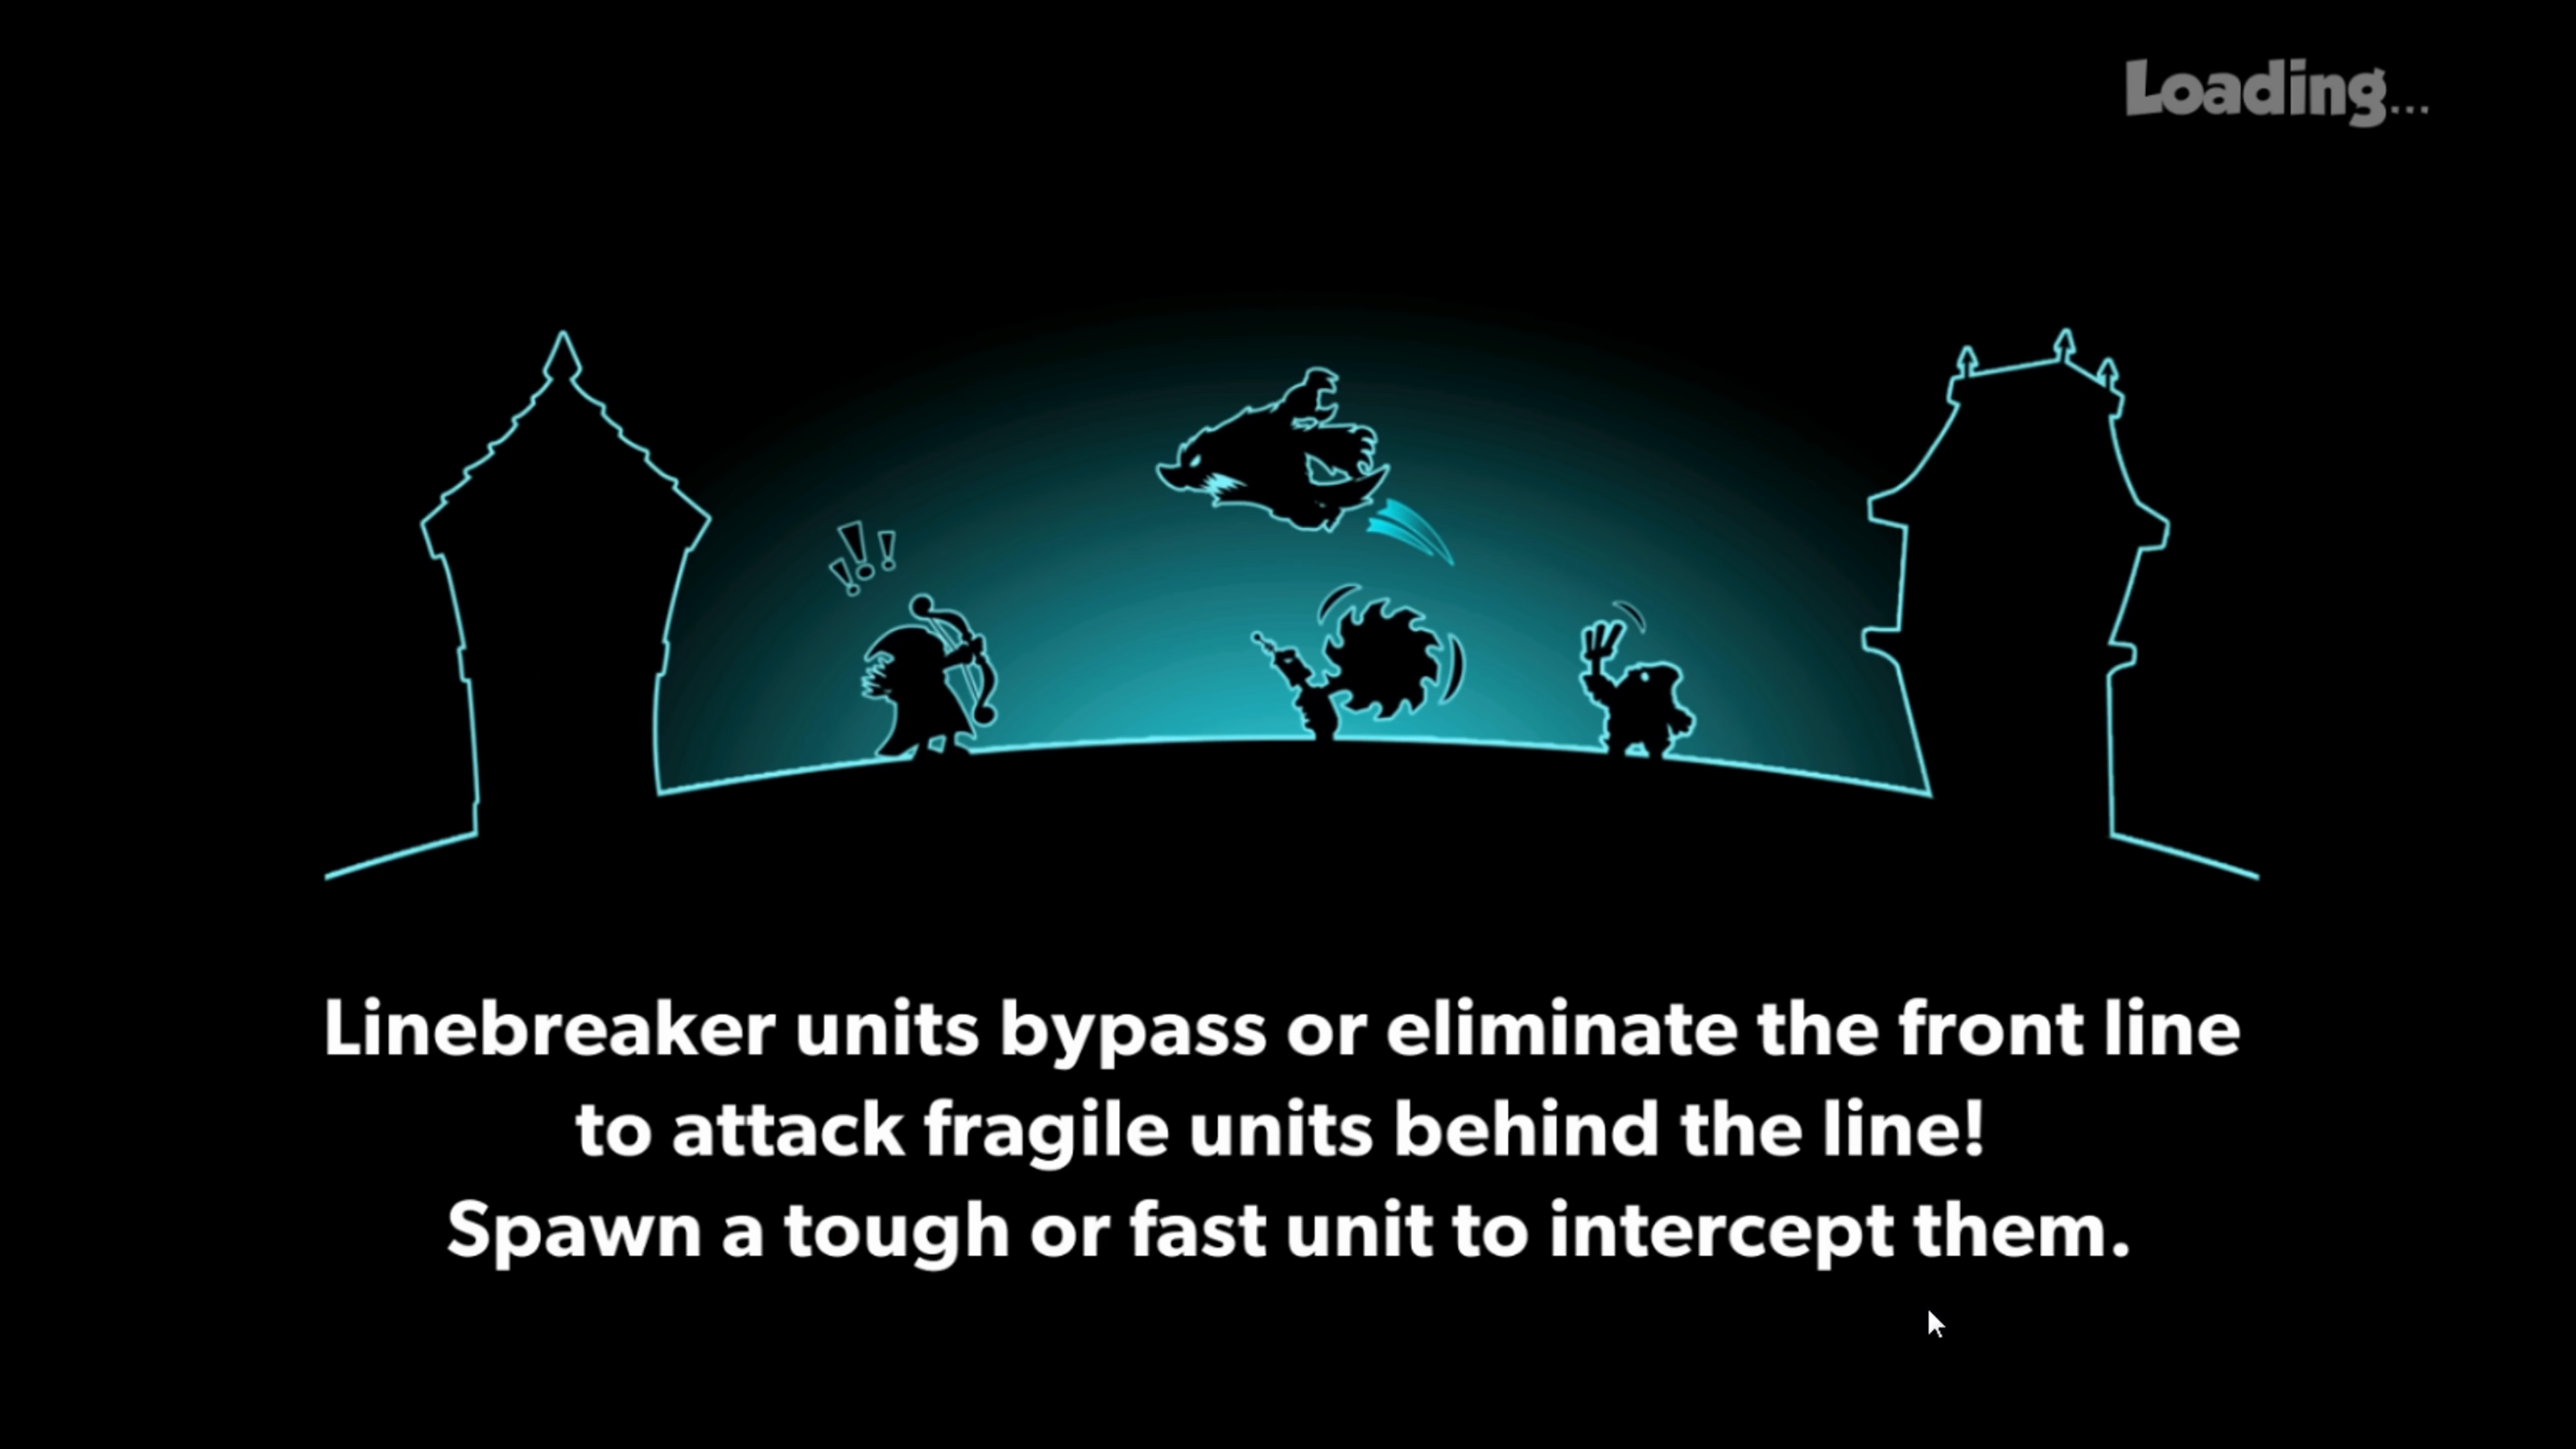 Loading...
!!!
Linebreaker units bypass or eliminate the front line
to attack fragile units behind the line!
Spawn a tough or fast unit to intercept them.